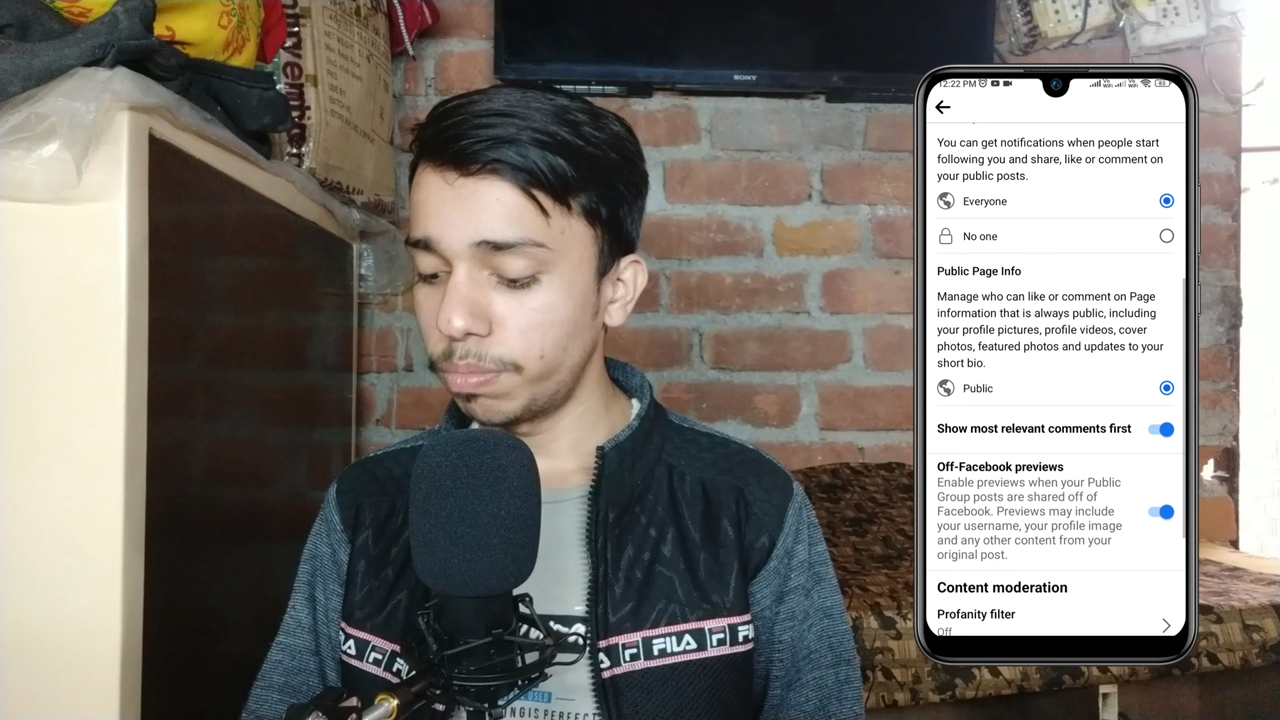 SONY
12:22 PM
You can get notifications when people start
following you and share, like or comment on
your public posts.
Everyone
No one
Public Page Info
Manage who can like or comment on Page
information that is always public, including
your profile pictures, profile videos, cover
photos, featured photos and updates to your
short bio.
Public
Show most relevant comments first
Off-Facebook previews
Enable previews when your Public
Group posts are shared off of
Facebook. Previews may include
your username, your profile image
and any other content from your
original post.
Content moderation
Profanity filter
Off
FILA
FILA